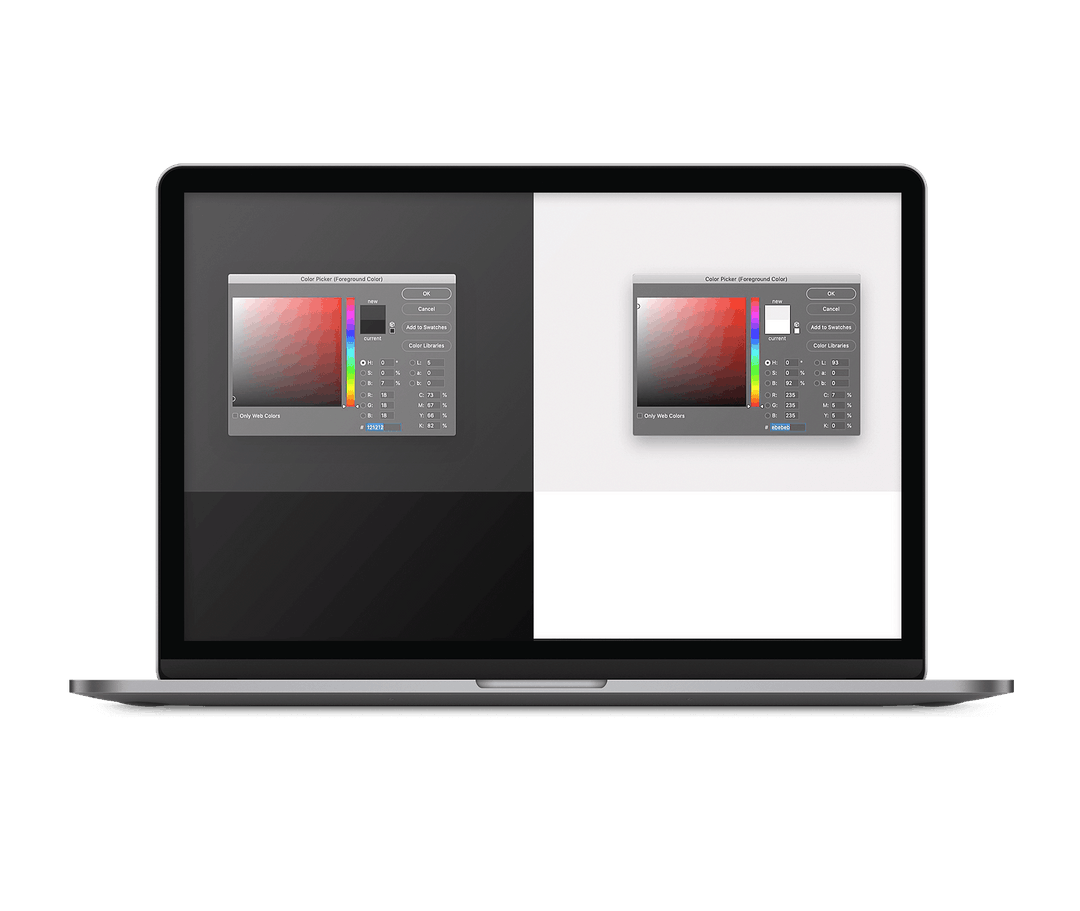 Color Picker (Foreground Color)
new
current
OK
Cancel
Add to Swatches
Color Libraries
H: 0 °
S: 0 %
B: 7 %
R: 18
G: 18
B: 18
L: 5
a: 0
b: 0
C: 73 %
M: 67 %
Y: 66 %
K: 82 %
Only Web Colors
# 121212
Color Picker (Foreground Color)
new
current
OK
Cancel
Add to Swatches
Color Libraries
H: 0 °
S: 0 %
B: 92 %
R: 235
G: 235
B: 235
L: 93
a: 0
b: 0
C: 7 %
M: 5 %
Y: 5 %
K: 0 %
Only Web Colors
# ebebeb